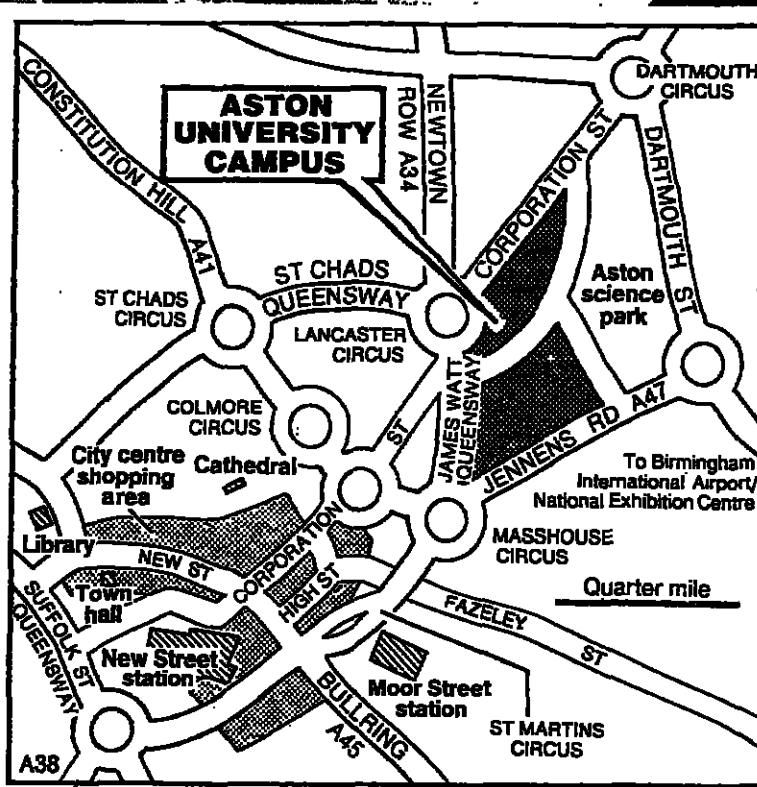 CONSTITUTION HILL A41
ASTON
UNIVERSITY
CAMPUS
NEWTOWN
ROW A34
DARTMOUTH
CIRCUS
CORPORATION ST
DARTMOUTH ST
ST CHADS
QUEENSWAY
ST CHADS
CIRCUS
LANCASTER
CIRCUS
Aston
science
park
COLMORE
CIRCUS
ST
JAMES WATT
QUEENSWAY
JENNENS RD A47
City centre
shopping
area
Cathedral
To Birmingham
International Airport/
National Exhibition Centre
Library
NEW ST
CORPORATION
MASSHOUSE
CIRCUS
Town
hall
HIGH ST
Quarter mile
FAZELEY ST
SUFFOLK ST
QUEENSWAY
New Street
station
Moor Street
station
BULLRING
A45
ST MARTINS
CIRCUS
A38